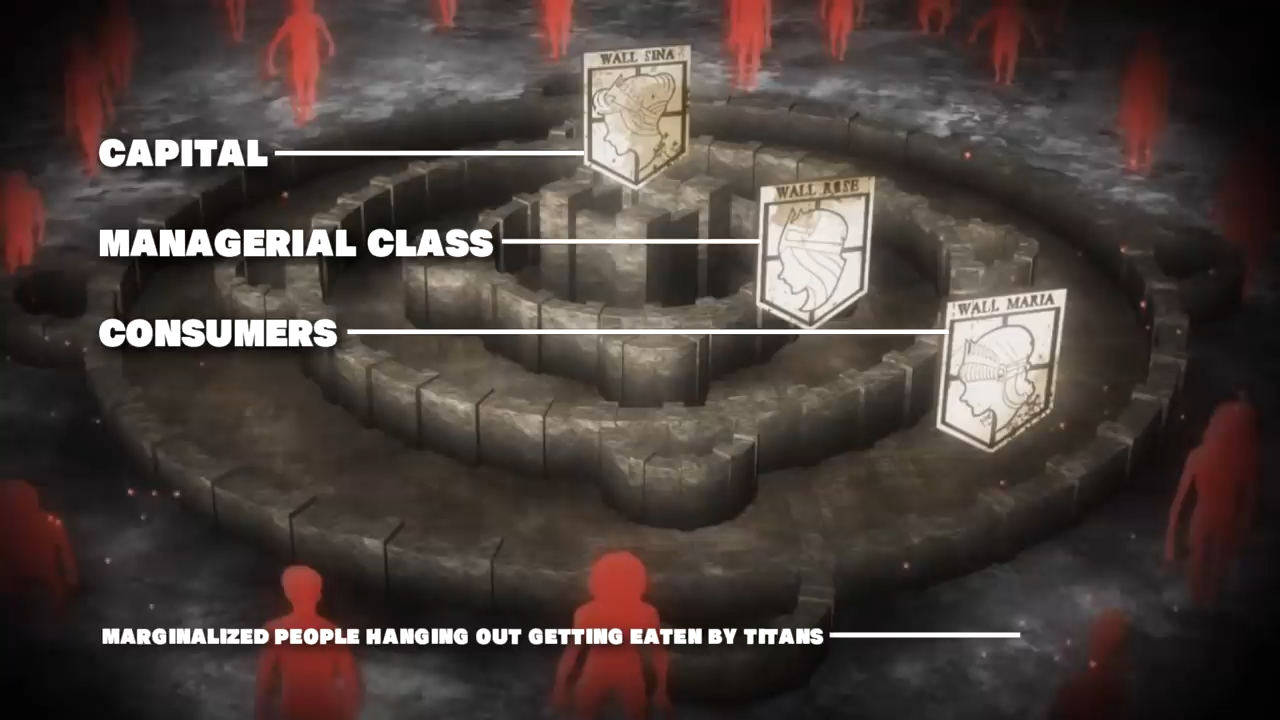 WALL SINA
CAPITAL
WALL ROSE
MANAGERIAL CLASS
WALL MARIA
CONSUMERS
MARGINALIZED PEOPLE HANGING OUT GETTING EATEN BY TITANS